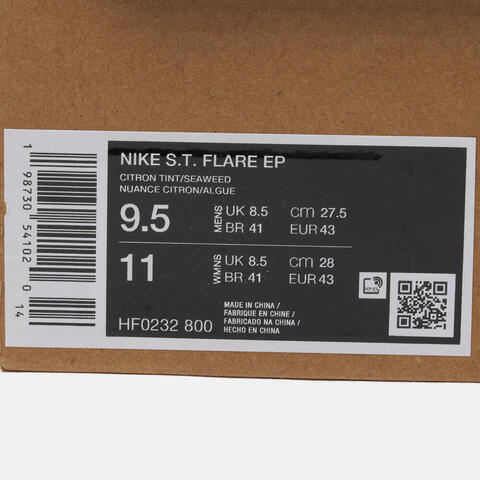 NIKE S.T. FLARE EP
CITRON TINT/SEAWEED
NUANCE CITRON/ALGUE
9.5 MENS UK 8.5 CM 27.5
BR 41 EUR 43
11 WMNS UK 8.5 CM 28
BR 41 EUR 43
MADE IN CHINA /
FABRIQUE EN CHINE /
FABRICADO NA CHINA /
HECHO EN CHINA
HF0232 800
1 98730 54102 0 14